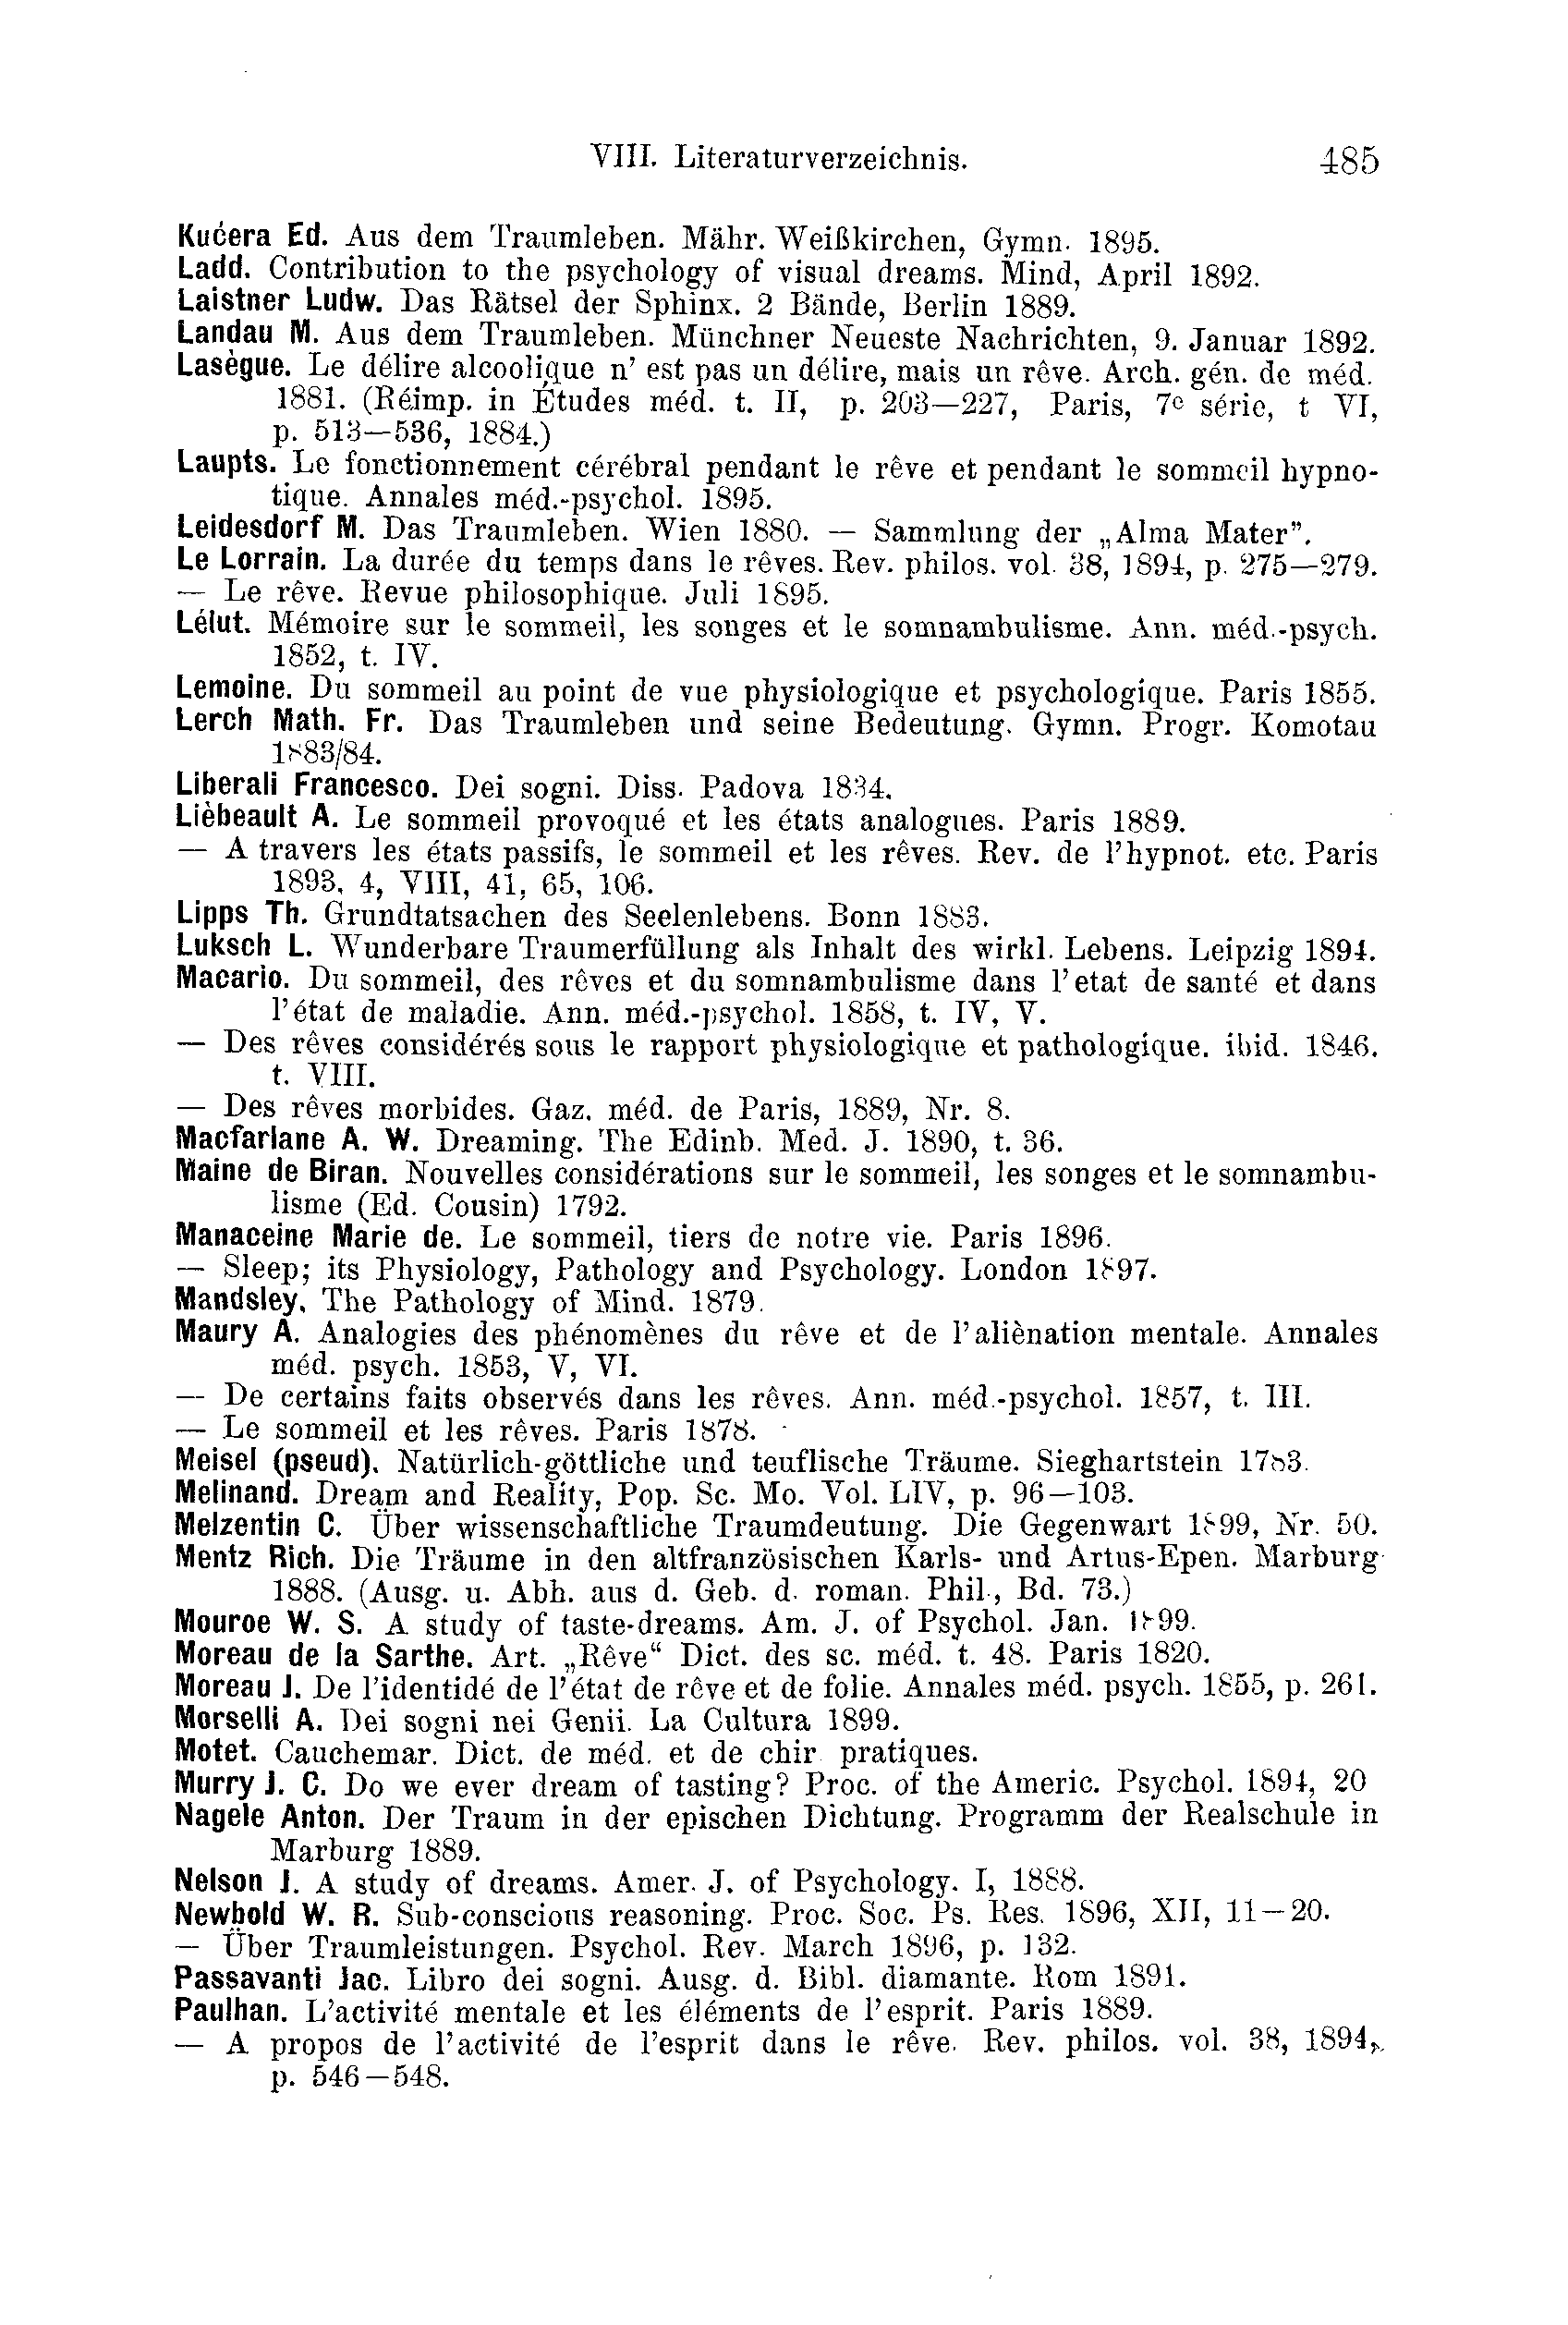 VIII. Literaturverzeichnis. 485
Kućera Ed. Aus dem Traumleben. Mähr. Weißkirchen, Gymn. 1895.
Ladd. Contribution to the psychology of visual dreams. Mind, April 1892.
Laistner Ludw. Das Rätsel der Sphinx. 2 Bände, Berlin 1889.
Landau M. Aus dem Traumleben. Münchner Neueste Nachrichten, 9. Januar 1892.
Lasègue. Le délire alcoolique n' est pas un délire, mais un rêve. Arch. gén. de méd.
1881. (Réimp. in Études méd. t. II, p. 203—227, Paris, 7e série, t VI,
p. 513—536, 1884.)
Laupts. Le fonctionnement cérébral pendant le rêve et pendant le sommeil hypno-
tique. Annales méd.-psychol. 1895.
Leidesdorf M. Das Traumleben. Wien 1880. — Sammlung der „Alma Mater”.
Le Lorrain. La durée du temps dans le rêves. Rev. philos. vol. 38, 1894, p. 275—279.
— Le rêve. Revue philosophique. Juli 1895.
Lélut. Mémoire sur le sommeil, les songes et le somnambulisme. Ann. méd.-psych.
1852, t. IV.
Lemoine. Du sommeil au point de vue physiologique et psychologique. Paris 1855.
Lerch Math. Fr. Das Traumleben und seine Bedeutung. Gymn. Progr. Komotau
1883/84.
Liberali Francesco. Dei sogni. Diss. Padova 1834.
Lièbeault A. Le sommeil provoqué et les états analogues. Paris 1889.
— A travers les états passifs, le sommeil et les rêves. Rev. de l'hypnot. etc. Paris
1893, 4, VIII, 41, 65, 106.
Lipps Th. Grundtatsachen des Seelenlebens. Bonn 1883.
Luksch L. Wunderbare Traumerfüllung als Inhalt des wirkl. Lebens. Leipzig 1894.
Macario. Du sommeil, des rêves et du somnambulisme dans l' etat de santé et dans
l'état de maladie. Ann. méd.-psychol. 1858, t. IV, V.
— Des rêves considérés sous le rapport physiologique et pathologique. ibid. 1846.
t. VIII.
— Des rêves morbides. Gaz. méd. de Paris, 1889, Nr. 8.
Macfarlane A. W. Dreaming. The Edinb. Med. J. 1890, t. 36.
Maine de Biran. Nouvelles considérations sur le sommeil, les songes et le somnambu-
lisme (Ed. Cousin) 1792.
Manaceine Marie de. Le sommeil, tiers de notre vie. Paris 1896.
— Sleep; its Physiology, Pathology and Psychology. London 1897.
Mandsley. The Pathology of Mind. 1879.
Maury A. Analogies des phénomènes du rêve et de l'aliènation mentale. Annales
méd. psych. 1853, V, VI.
— De certains faits observés dans les rêves. Ann. méd.-psychol. 1857, t. III.
— Le sommeil et les rêves. Paris 1878.
Meisel (pseud). Natürlich-göttliche und teuflische Träume. Sieghartstein 1783.
Melinand. Dream and Reality, Pop. Sc. Mo. Vol. LIV, p. 96—103.
Melzentin C. Über wissenschaftliche Traumdeutung. Die Gegenwart 1899, Nr. 50.
Mentz Rich. Die Träume in den altfranzösischen Karls- und Artus-Epen. Marburg
1888. (Ausg. u. Abh. aus d. Geb. d. roman. Phil., Bd. 73.)
Mouroe W. S. A study of taste-dreams. Am. J. of Psychol. Jan. 1899.
Moreau de la Sarthe. Art. „Rêve“ Dict. des sc. méd. t. 48. Paris 1820.
Moreau J. De l'identidé de l'état de rêve et de folie. Annales méd. psych. 1855, p. 261.
Morselli A. Dei sogni nei Genii. La Cultura 1899.
Motet. Cauchemar. Dict. de méd. et de chir pratiques.
Murry J. C. Do we ever dream of tasting? Proc. of the Americ. Psychol. 1894, 20
Nagele Anton. Der Traum in der epischen Dichtung. Programm der Realschule in
Marburg 1889.
Nelson J. A study of dreams. Amer. J. of Psychology. I, 1888.
Newbold W. R. Sub-conscious reasoning. Proc. Soc. Ps. Res. 1896, XII, 11—20.
— Über Traumleistungen. Psychol. Rev. March 1896, p. 132.
Passavanti Jac. Libro dei sogni. Ausg. d. Bibl. diamante. Rom 1891.
Paulhan. L'activité mentale et les éléments de l'esprit. Paris 1889.
— A propos de l'activité de l'esprit dans le rêve. Rev. philos. vol. 38, 1894,
p. 546—548.